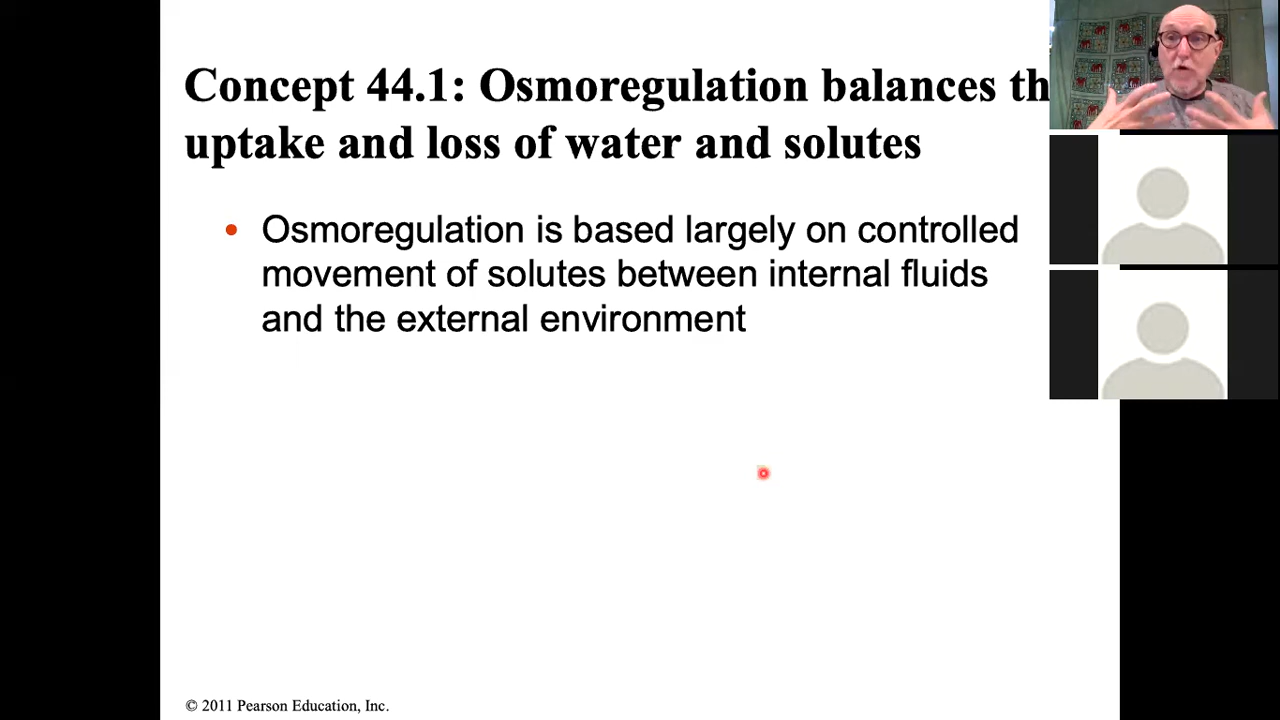 Concept 44.1: Osmoregulation balances th
uptake and loss of water and solutes
• Osmoregulation is based largely on controlled
movement of solutes between internal fluids
and the external environment
© 2011 Pearson Education, Inc.